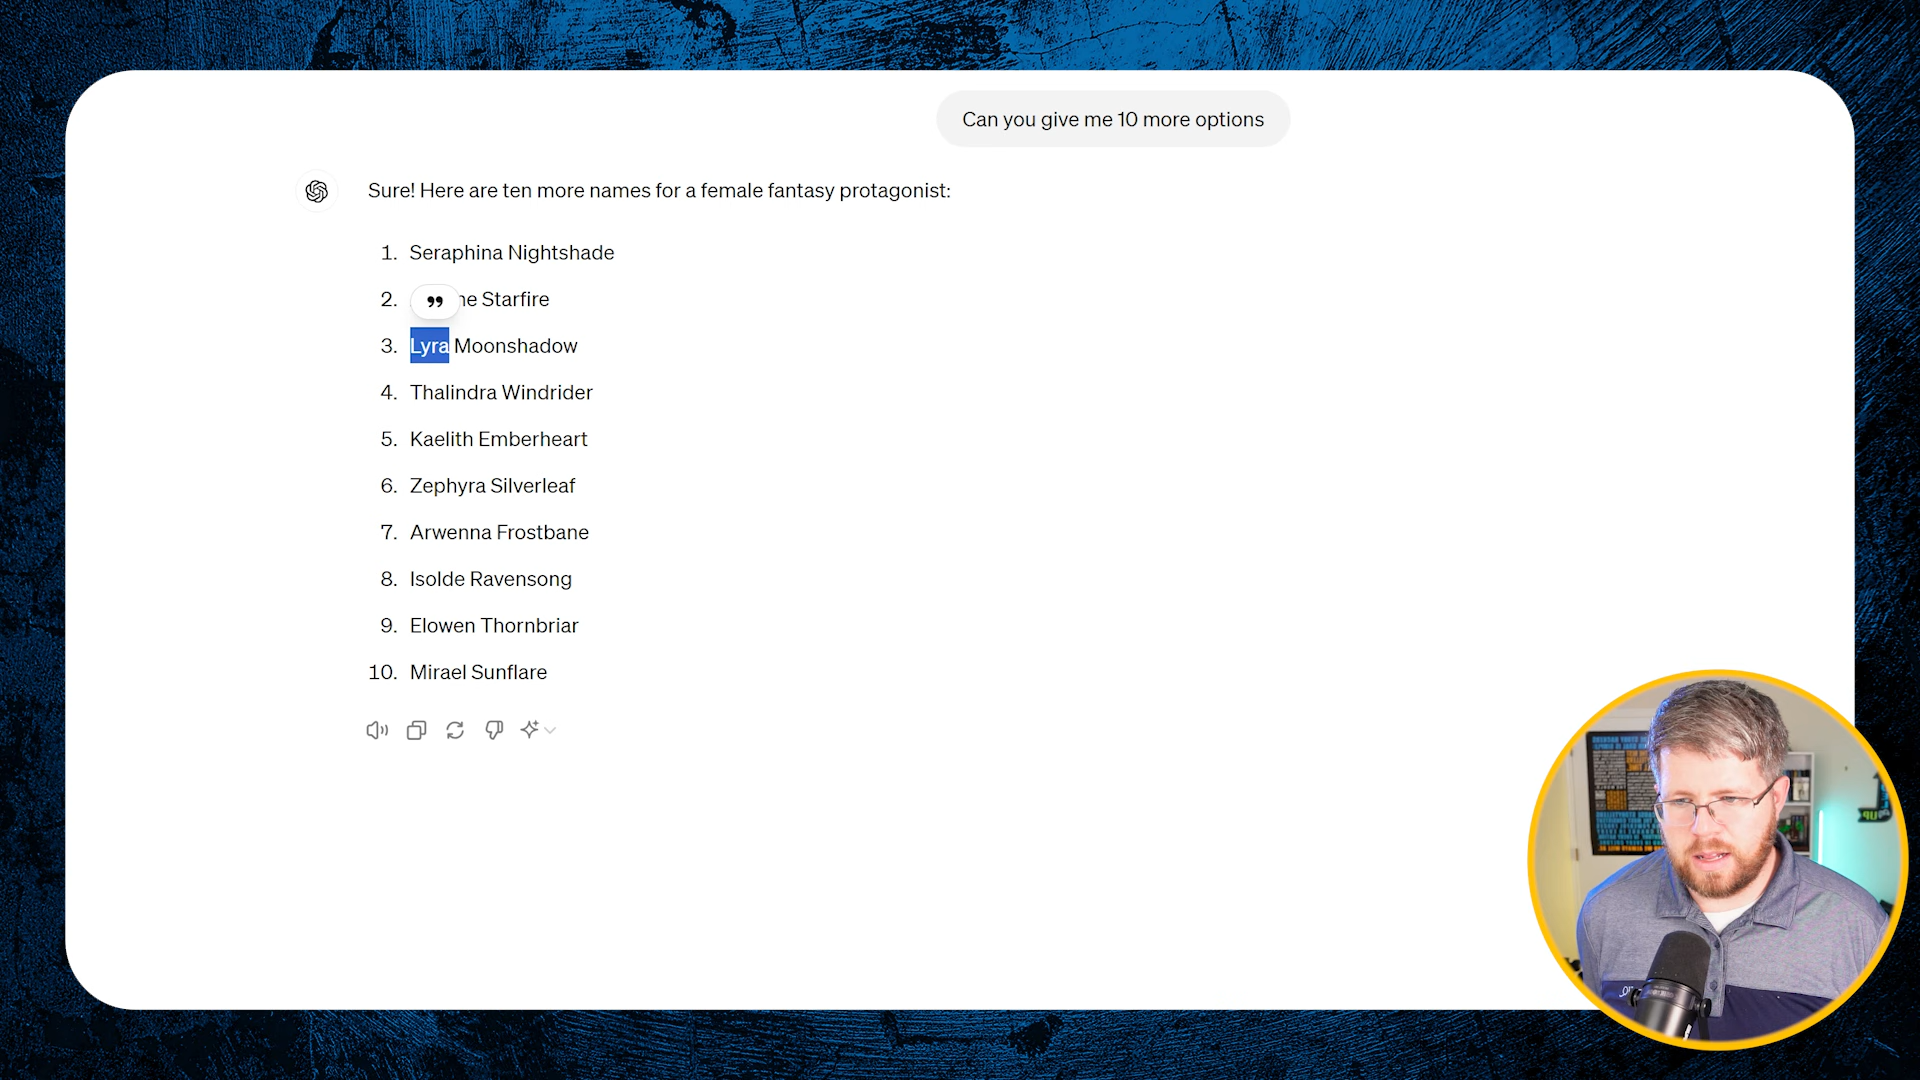 Can you give me 10 more options
Sure! Here are ten more names for a female fantasy protagonist:
1. Seraphina Nightshade
2. ne Starfire
3. Lyra Moonshadow
4. Thalindra Windrider
5. Kaelith Emberheart
6. Zephyra Silverleaf
7. Arwenna Frostbane
8. Isolde Ravensong
9. Elowen Thornbriar
10. Mirael Sunflare